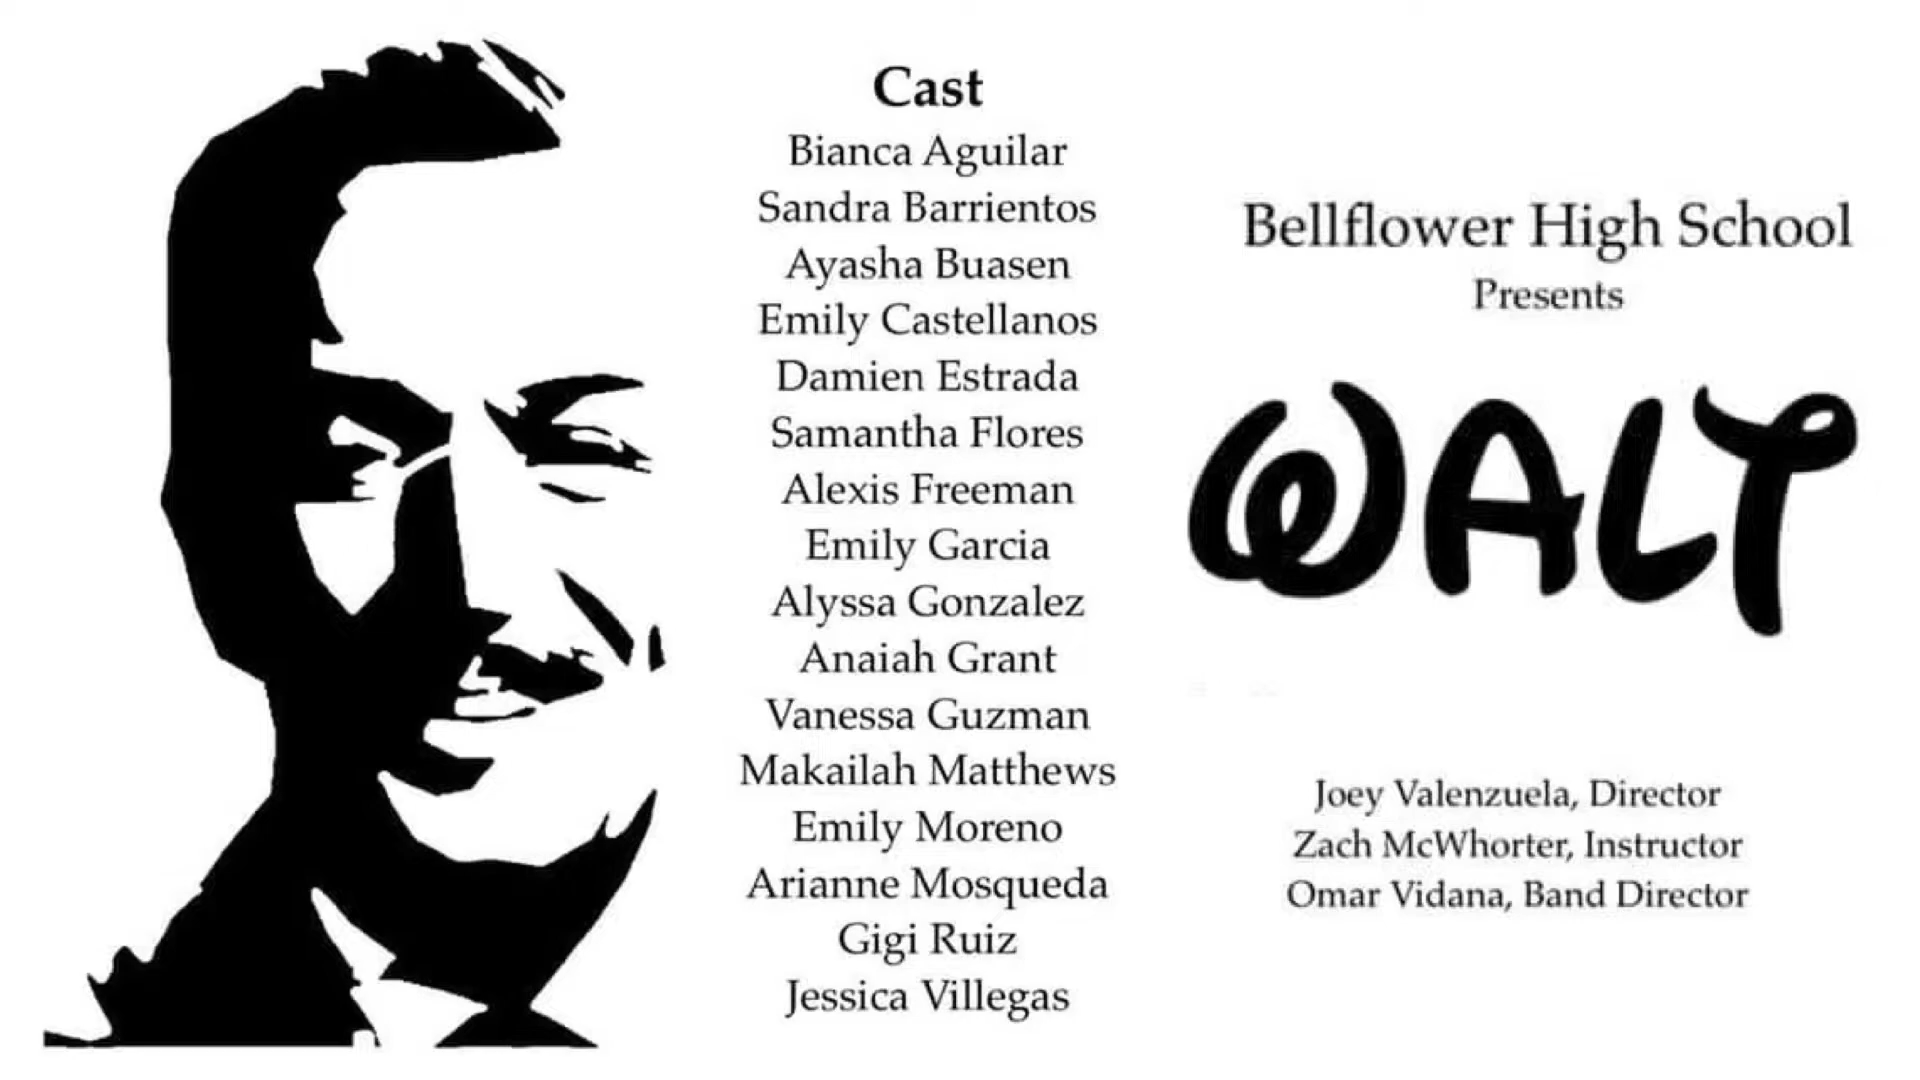 Cast
Bianca Aguilar
Sandra Barrientos
Ayasha Buasen
Emily Castellanos
Damien Estrada
Samantha Flores
Alexis Freeman
Emily Garcia
Alyssa Gonzalez
Anaiah Grant
Vanessa Guzman
Makailah Matthews
Emily Moreno
Arianne Mosqueda
Gigi Ruiz
Jessica Villegas
Bellflower High School
Presents
WALT
Joey Valenzuela, Director
Zach McWhorter, Instructor
Omar Vidana, Band Director